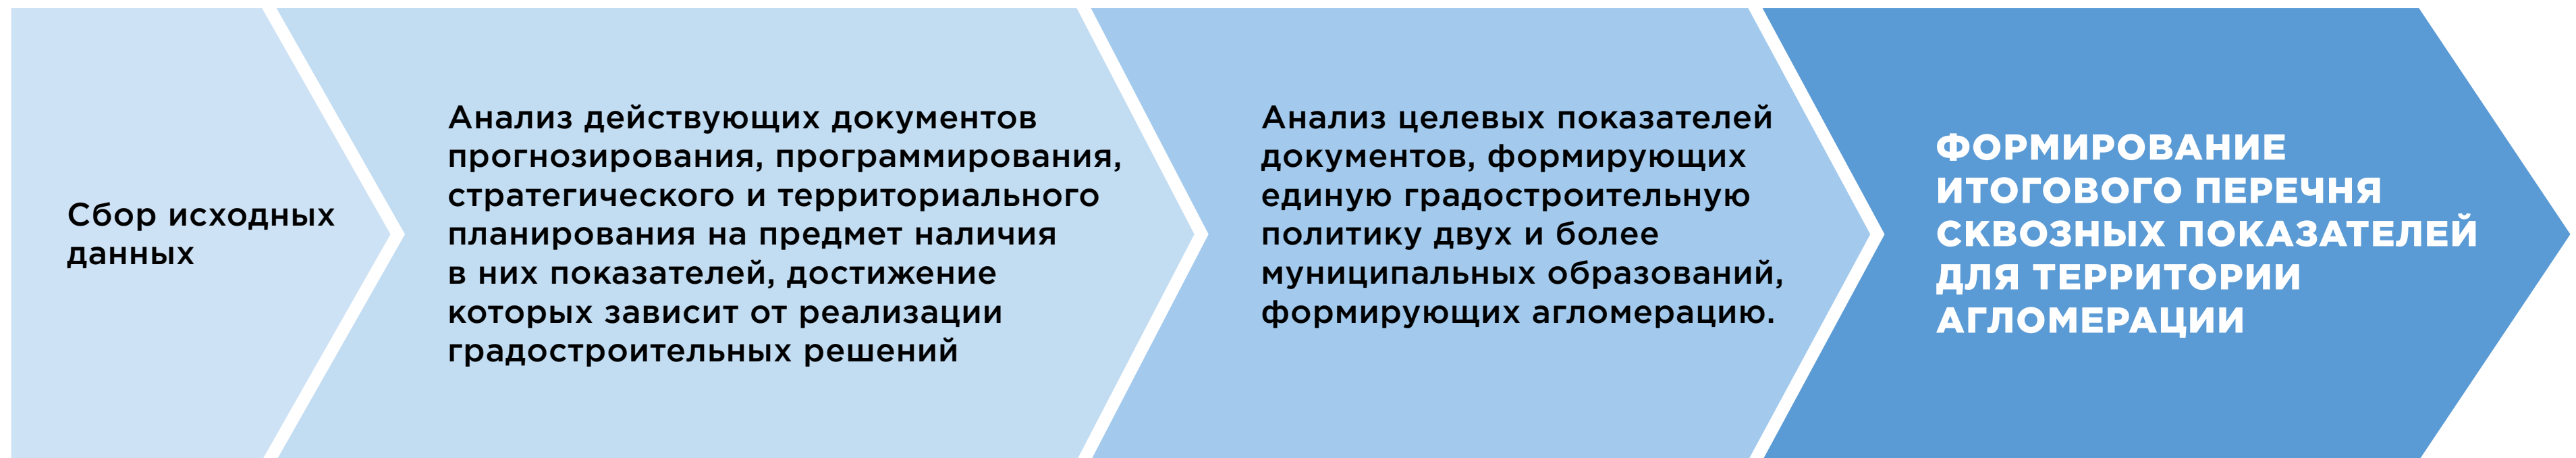 Сбор исходных
данных
Анализ действующих документов
прогнозирования, программирования,
стратегического и территориального
планирования на предмет наличия
в них показателей, достижение
которых зависит от реализации
градостроительных решений
Анализ целевых показателей
документов, формирующих
единую градостроительную
политику двух и более
муниципальных образований,
формирующих агломерацию.
ФОРМИРОВАНИЕ
ИТОГОВОГО ПЕРЕЧНЯ
СКВОЗНЫХ ПОКАЗАТЕЛЕЙ
ДЛЯ ТЕРРИТОРИИ
АГЛОМЕРАЦИИ